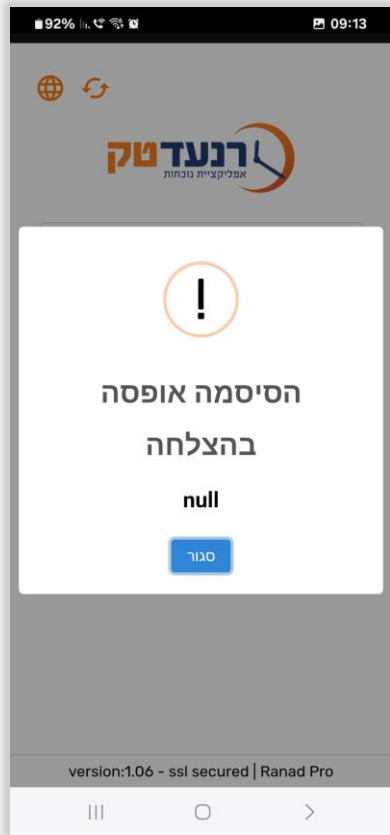 92% 09:13
רנעדטק
אפליקציית נוכחות
!
הסיסמה אופסה
בהצלחה
null
סגור
version:1.06 - ssl secured | Ranad Pro